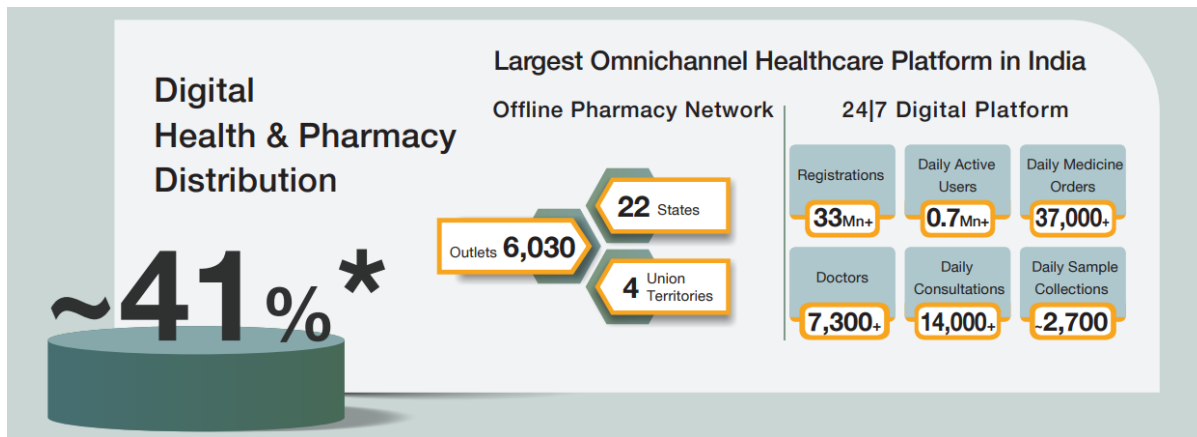 Digital
Health & Pharmacy
Distribution
~41%*
Largest Omnichannel Healthcare Platform in India
Offline Pharmacy Network
Outlets 6,030
22 States
4 Union
Territories
24|7 Digital Platform
Registrations
33Mn+
Daily Active
Users
0.7Mn+
Daily Medicine
Orders
37,000+
Doctors
7,300+
Daily
Consultations
14,000+
Daily Sample
Collections
~2,700